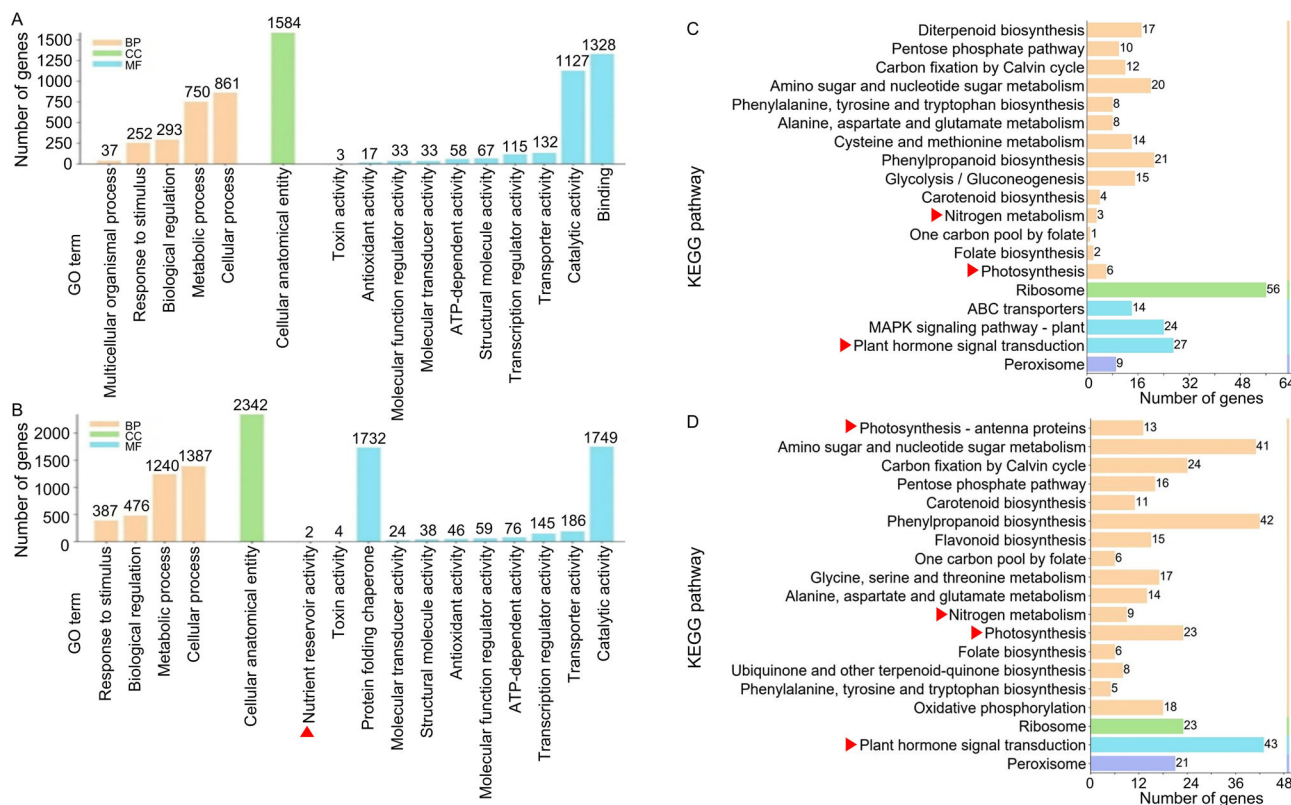 A
Number of genes
1500
1250
1000
750
500
250
0
BP
CC
MF
37
252
293
750
861
1584
3
17
33
33
58
67
115
132
1127
1328
GO term
Multicellular organismal process
Response to stimulus
Biological regulation
Metabolic process
Cellular process
Cellular anatomical entity
Toxin activity
Antioxidant activity
Molecular function regulator activity
Molecular transducer activity
ATP-dependent activity
Structural molecule activity
Transcription regulator activity
Transporter activity
Catalytic activity
Binding
B
Number of genes
2000
1500
1000
500
0
BP
CC
MF
387
476
1240
1387
2342
2
4
1732
24
38
46
59
76
145
186
1749
GO term
Response to stimulus
Biological regulation
Metabolic process
Cellular process
Cellular anatomical entity
Nutrient reservoir activity
Toxin activity
Protein folding chaperone
Molecular transducer activity
Structural molecule activity
Antioxidant activity
Molecular function regulator activity
ATP-dependent activity
Transcription regulator activity
Transporter activity
Catalytic activity
C
KEGG pathway
Diterpenoid biosynthesis 17
Pentose phosphate pathway 10
Carbon fixation by Calvin cycle 12
Amino sugar and nucleotide sugar metabolism 20
Phenylalanine, tyrosine and tryptophan biosynthesis 8
Alanine, aspartate and glutamate metabolism 8
Cysteine and methionine metabolism 14
Phenylpropanoid biosynthesis 21
Glycolysis / Gluconeogenesis 15
Carotenoid biosynthesis 4
Nitrogen metabolism 3
One carbon pool by folate 1
Folate biosynthesis 2
Photosynthesis 6
Ribosome 56
ABC transporters 14
MAPK signaling pathway - plant 24
Plant hormone signal transduction 27
Peroxisome 9
0 16 32 48 64
Number of genes
D
KEGG pathway
Photosynthesis - antenna proteins 13
Amino sugar and nucleotide sugar metabolism 41
Carbon fixation by Calvin cycle 24
Pentose phosphate pathway 16
Carotenoid biosynthesis 11
Phenylpropanoid biosynthesis 42
Flavonoid biosynthesis 15
One carbon pool by folate 6
Glycine, serine and threonine metabolism 17
Alanine, aspartate and glutamate metabolism 14
Nitrogen metabolism 9
Photosynthesis 23
Folate biosynthesis 6
Ubiquinone and other terpenoid-quinone biosynthesis 8
Phenylalanine, tyrosine and tryptophan biosynthesis 5
Oxidative phosphorylation 18
Ribosome 23
Plant hormone signal transduction 43
Peroxisome 21
0 12 24 36 48
Number of genes